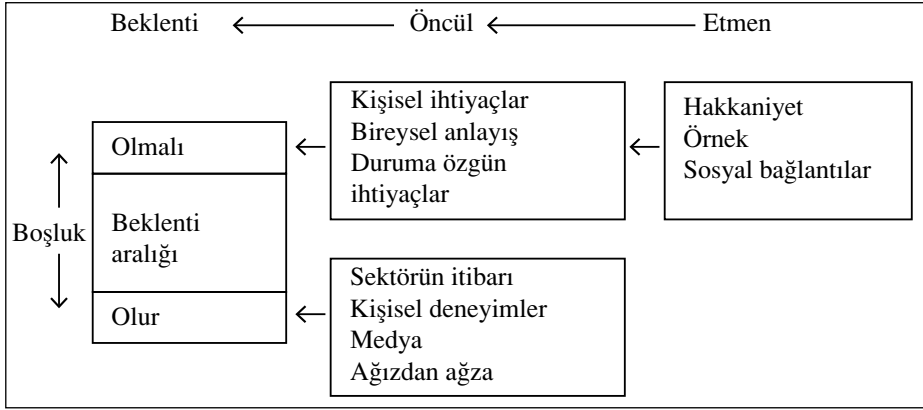 Beklenti
Öncül
Etmen
Kişisel ihtiyaçlar
Bireysel anlayış
Duruma özgün
ihtiyaçlar
Hakkaniyet
Örnek
Sosyal bağlantılar
Olmalı
Boşluk
Beklenti
aralığı
Olur
Sektörün itibarı
Kişisel deneyimler
Medya
Ağızdan ağza